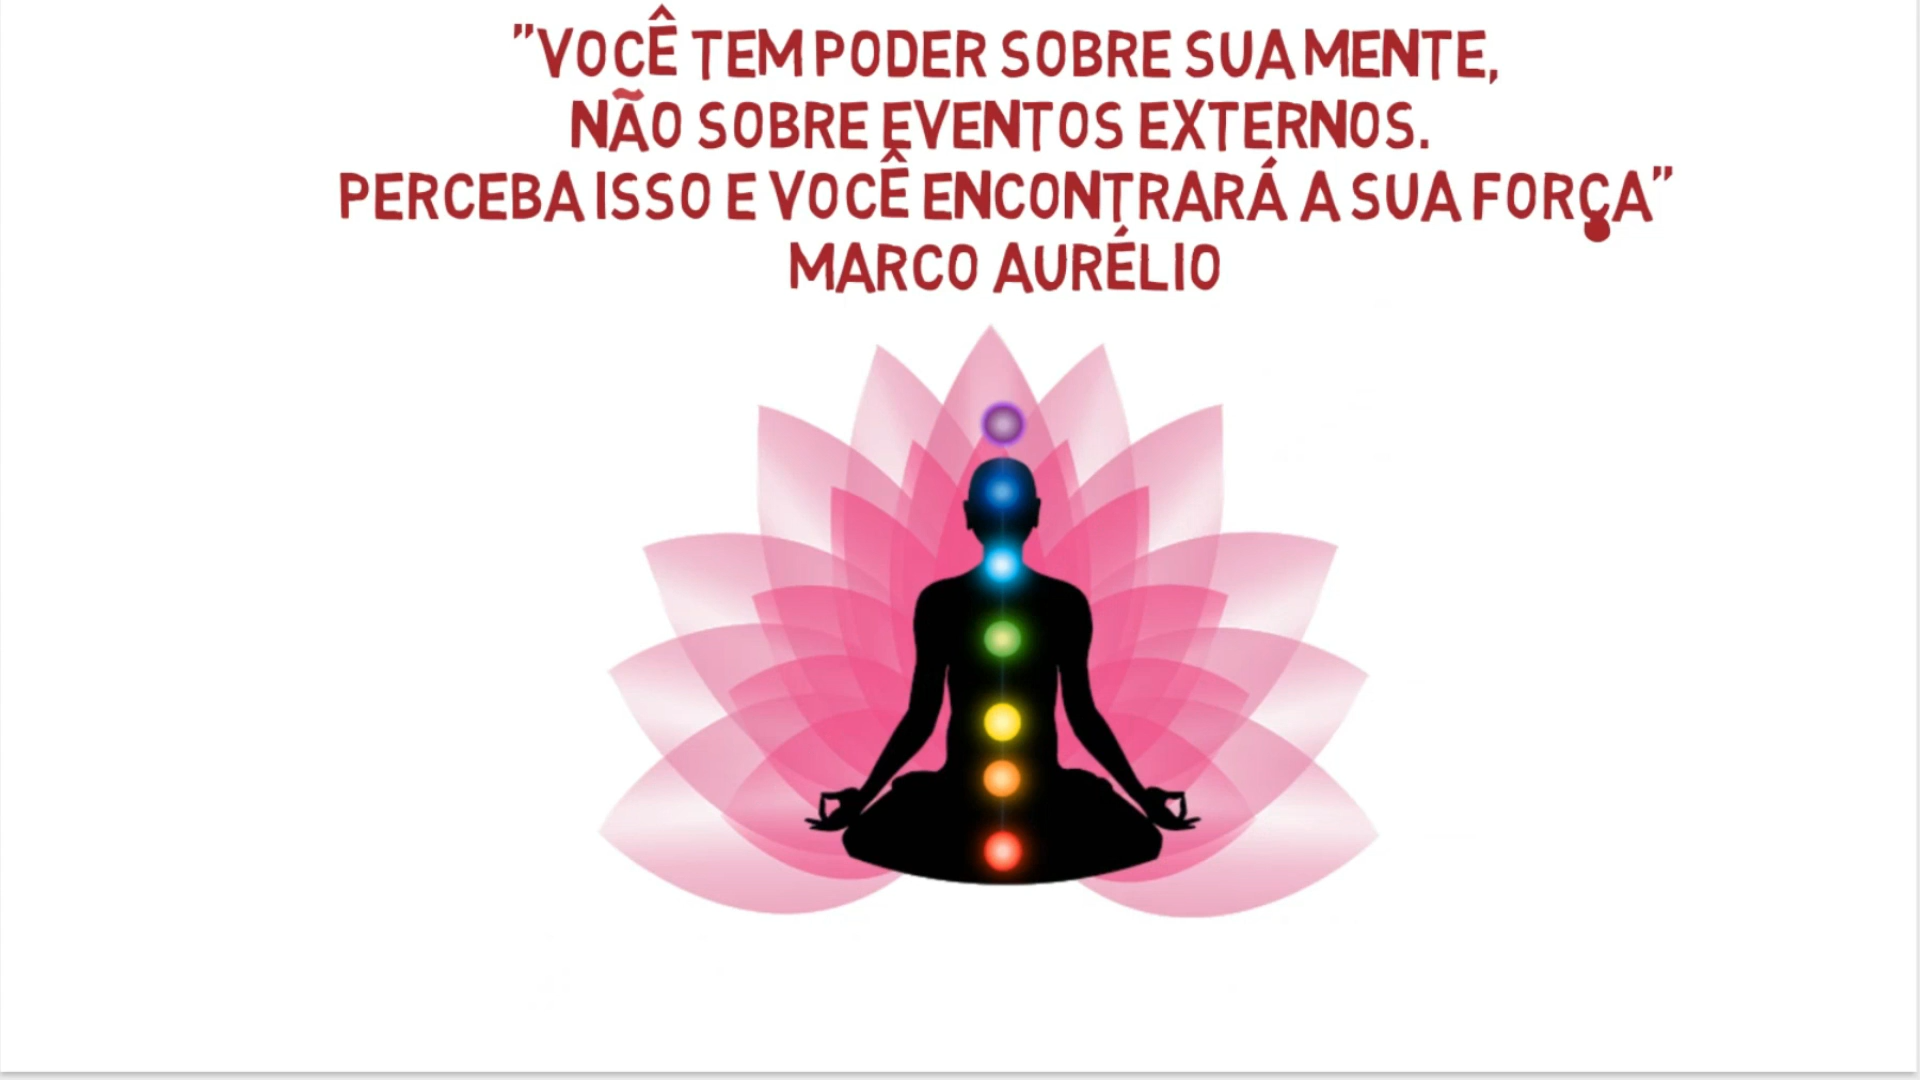 "VOCÊ TEM PODER SOBRE SUA MENTE,
NÃO SOBRE EVENTOS EXTERNOS.
PERCEBA ISSO E VOCÊ ENCONTRARÁ A SUA FORÇA"
MARCO AURÉLIO